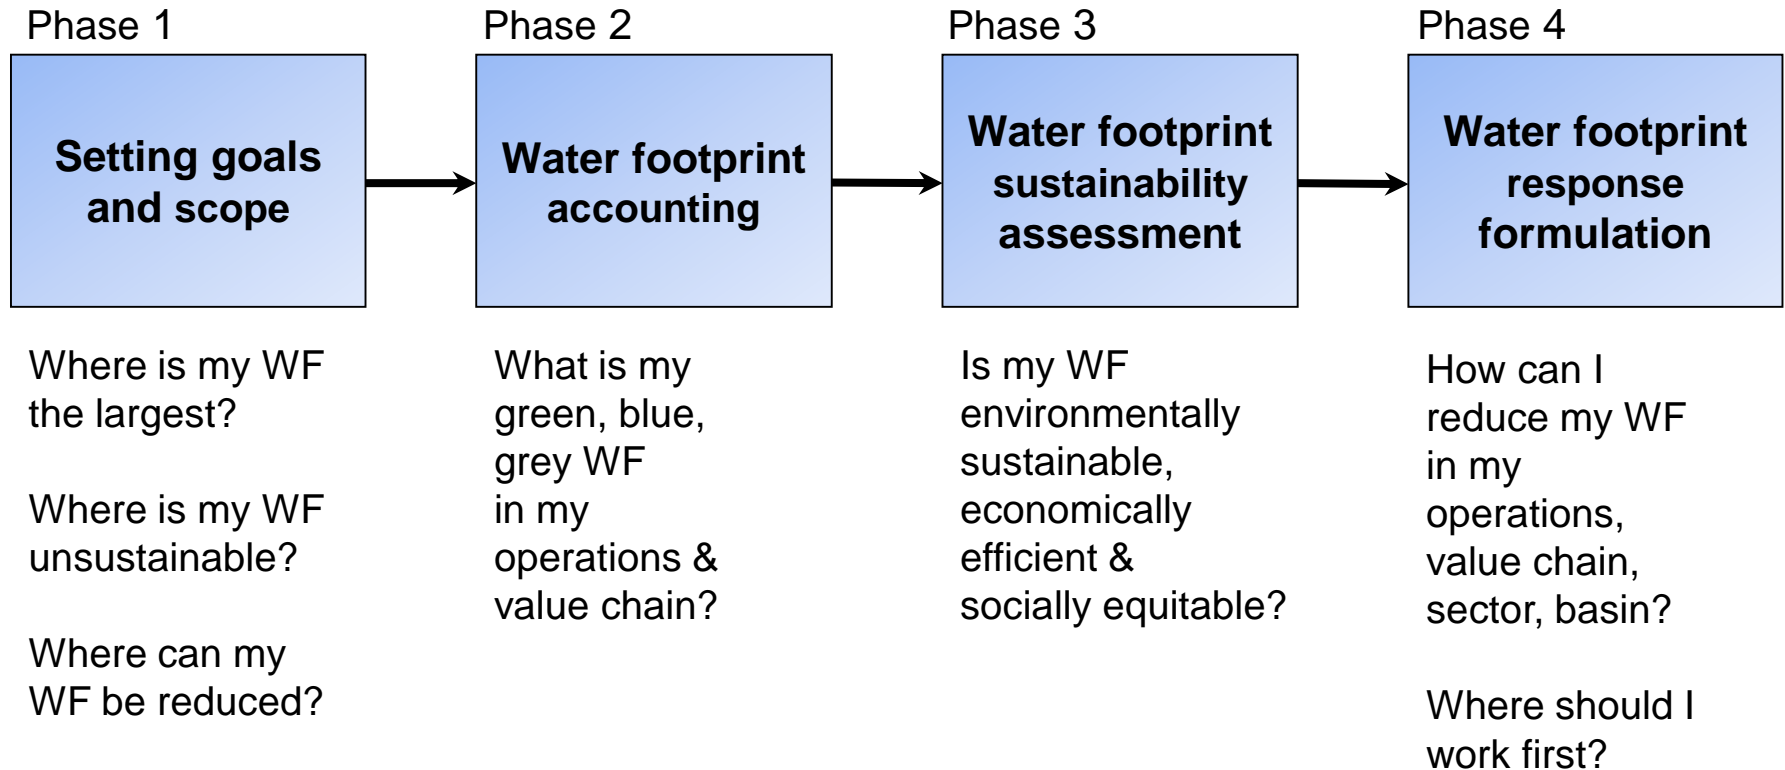 Phase 1
Setting goals
and scope
Where is my WF
the largest?
Where is my WF
unsustainable?
Where can my
WF be reduced?
Phase 2
Water footprint
accounting
What is my
green, blue,
grey WF
in my
operations &
value chain?
Phase 3
Water footprint
sustainability
assessment
Is my WF
environmentally
sustainable,
economically
efficient &
socially equitable?
Phase 4
Water footprint
response
formulation
How can I
reduce my WF
in my
operations,
value chain,
sector, basin?
Where should I
work first?